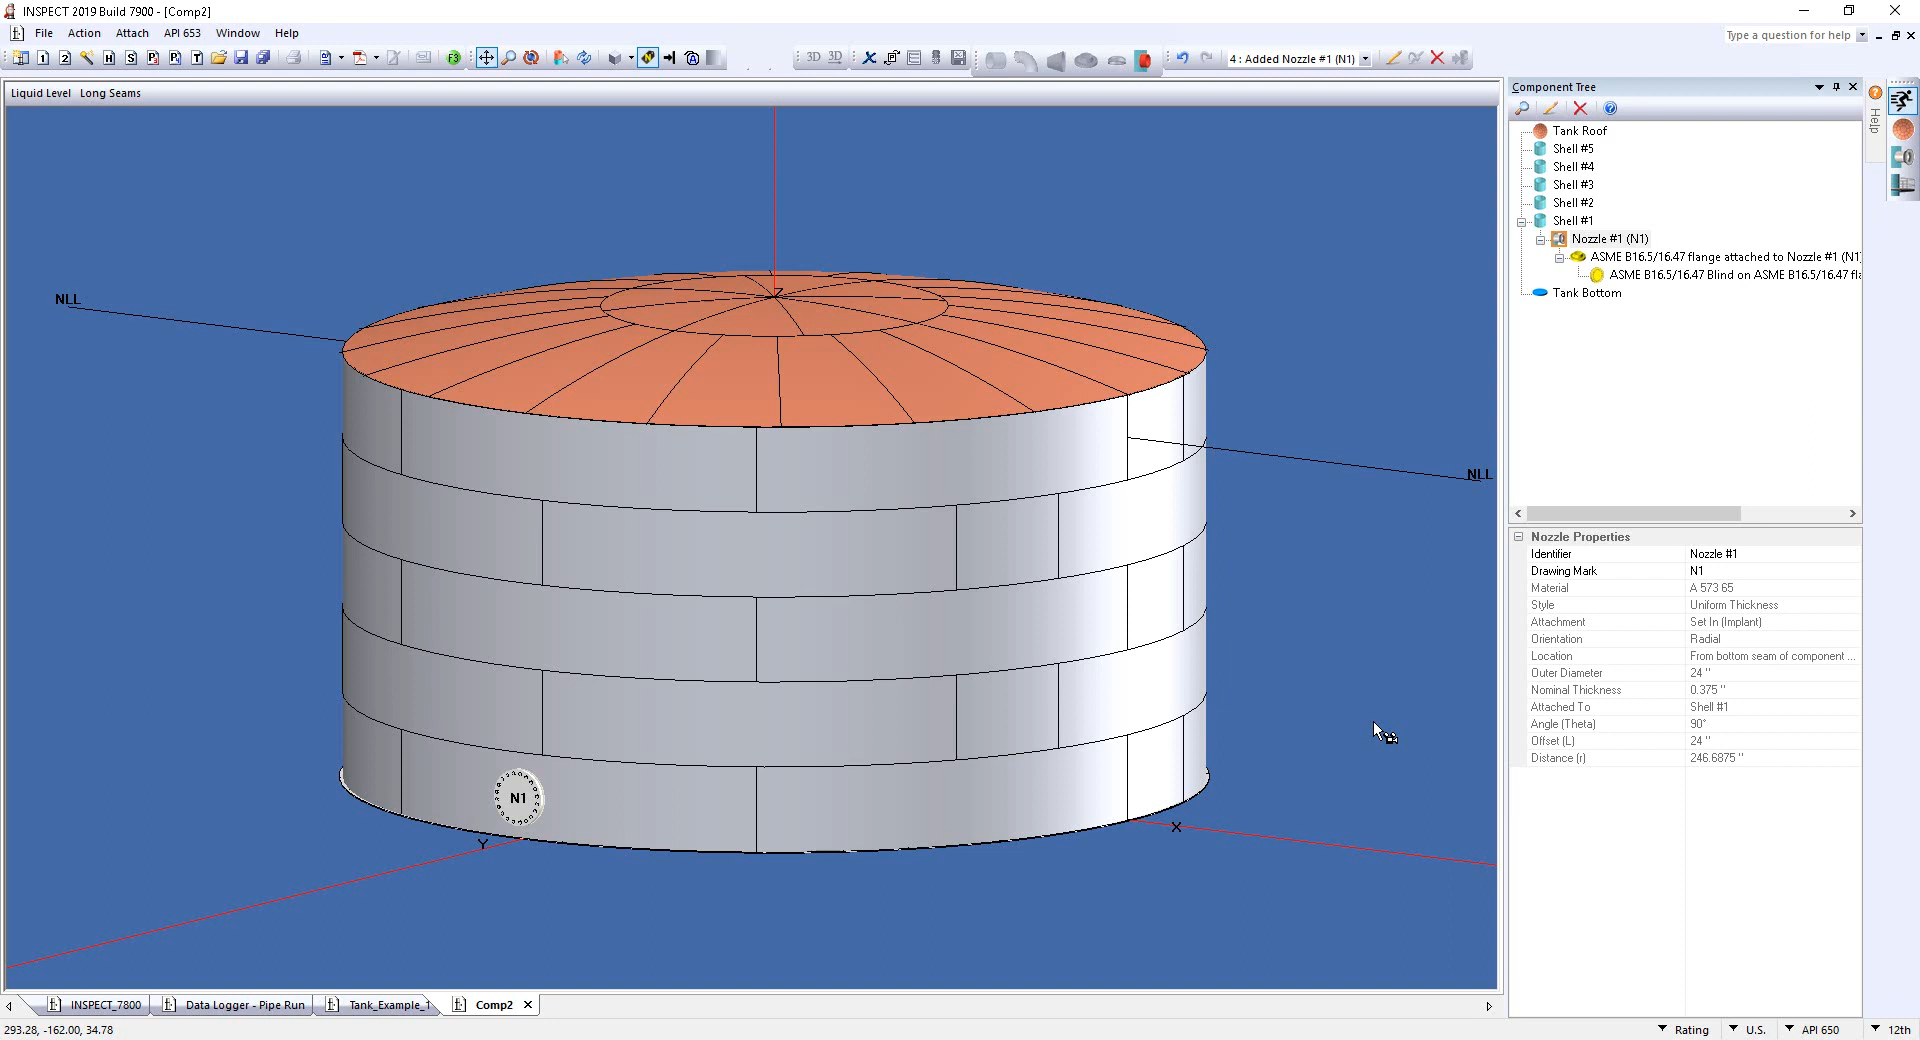 INSPECT 2019 Build 7900 - [Comp2]
File Action Attach API 653 Window Help
Type a question for help
4 : Added Nozzle #1 (N1)
Liquid Level Long Seams
Component Tree
Help
Tank Roof
Shell #5
Shell #4
Shell #3
Shell #2
Shell #1
Nozzle #1 (N1)
ASME B16.5/16.47 flange attached to Nozzle #1 (N1
ASME B16.5/16.47 Blind on ASME B16.5/16.47 fla
Tank Bottom
NLL
NLL
N1
Y
X
Nozzle Properties
Identifier Nozzle #1
Drawing Mark N1
Material A 573 65
Style Uniform Thickness
Attachment Set In (Implant)
Orientation Radial
Location From bottom seam of component ...
Outer Diameter 24 "
Nominal Thickness 0.375 "
Attached To Shell #1
Angle (Theta) 90°
Offset (L) 24 "
Distance (r) 246.6875 "
INSPECT_7800 Data Logger - Pipe Run Tank_Example_1 Comp2
293.28, -162.00, 34.78
Rating U.S. API 650 12th